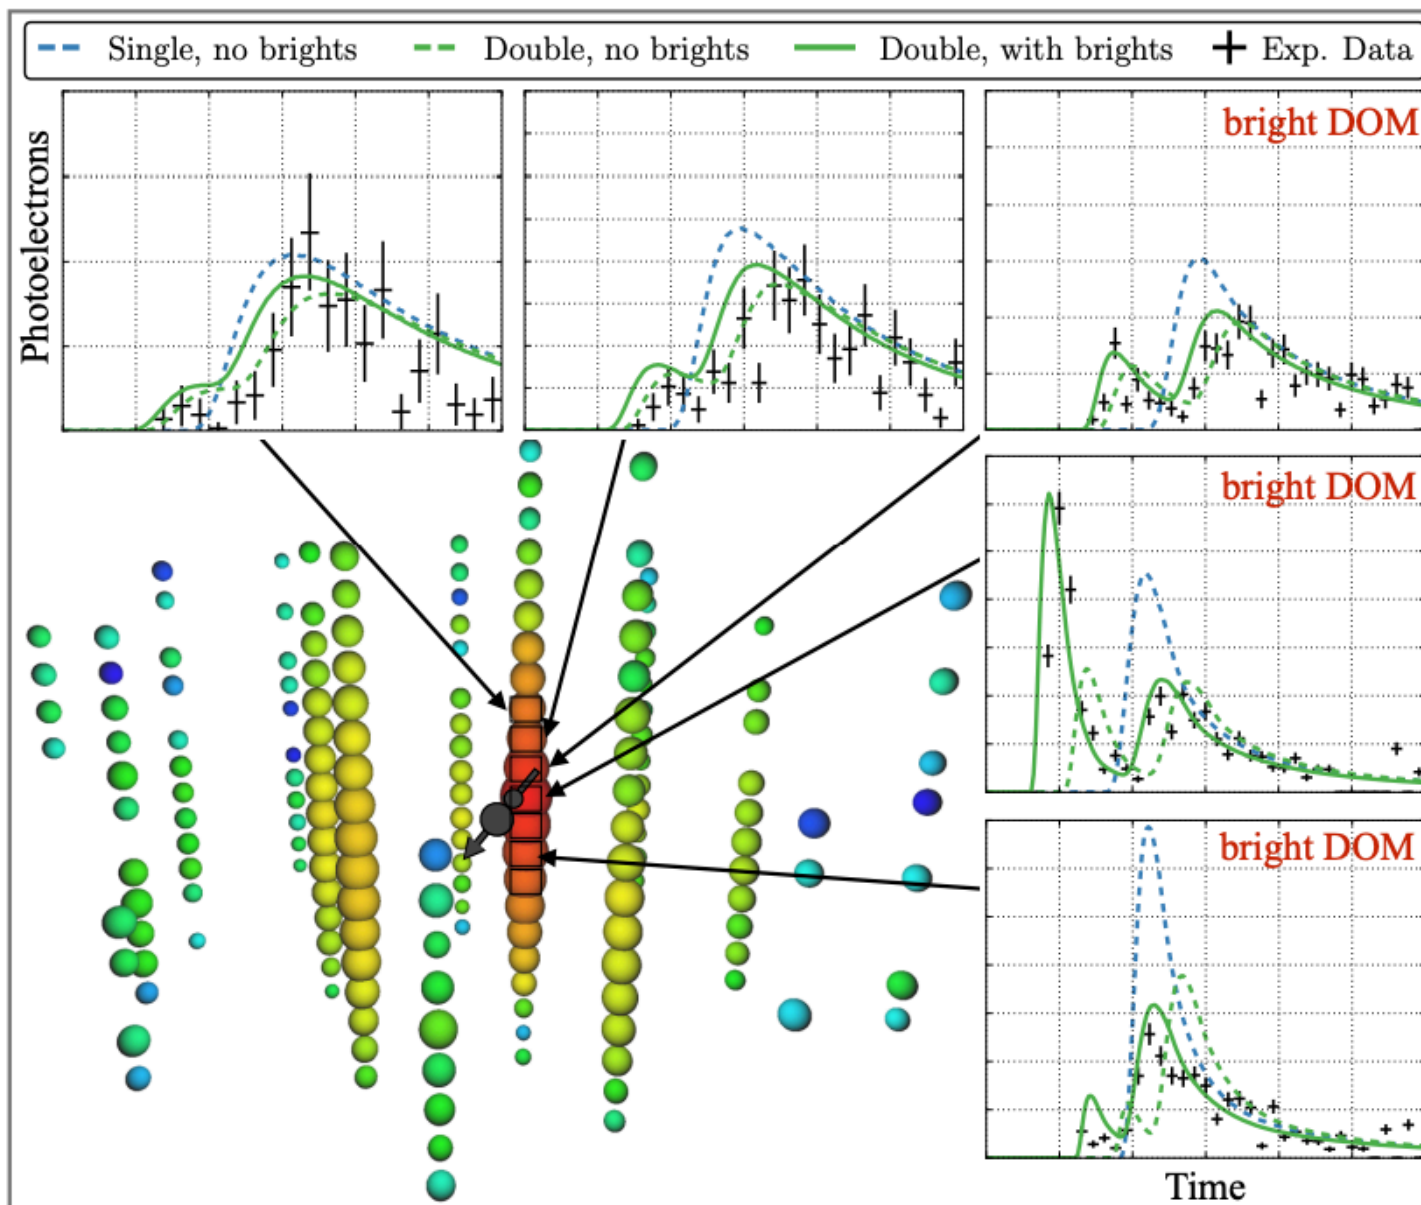 Single, no brights
Double, no brights
Double, with brights
Exp. Data
Photoelectrons
bright DOM
bright DOM
bright DOM
Time